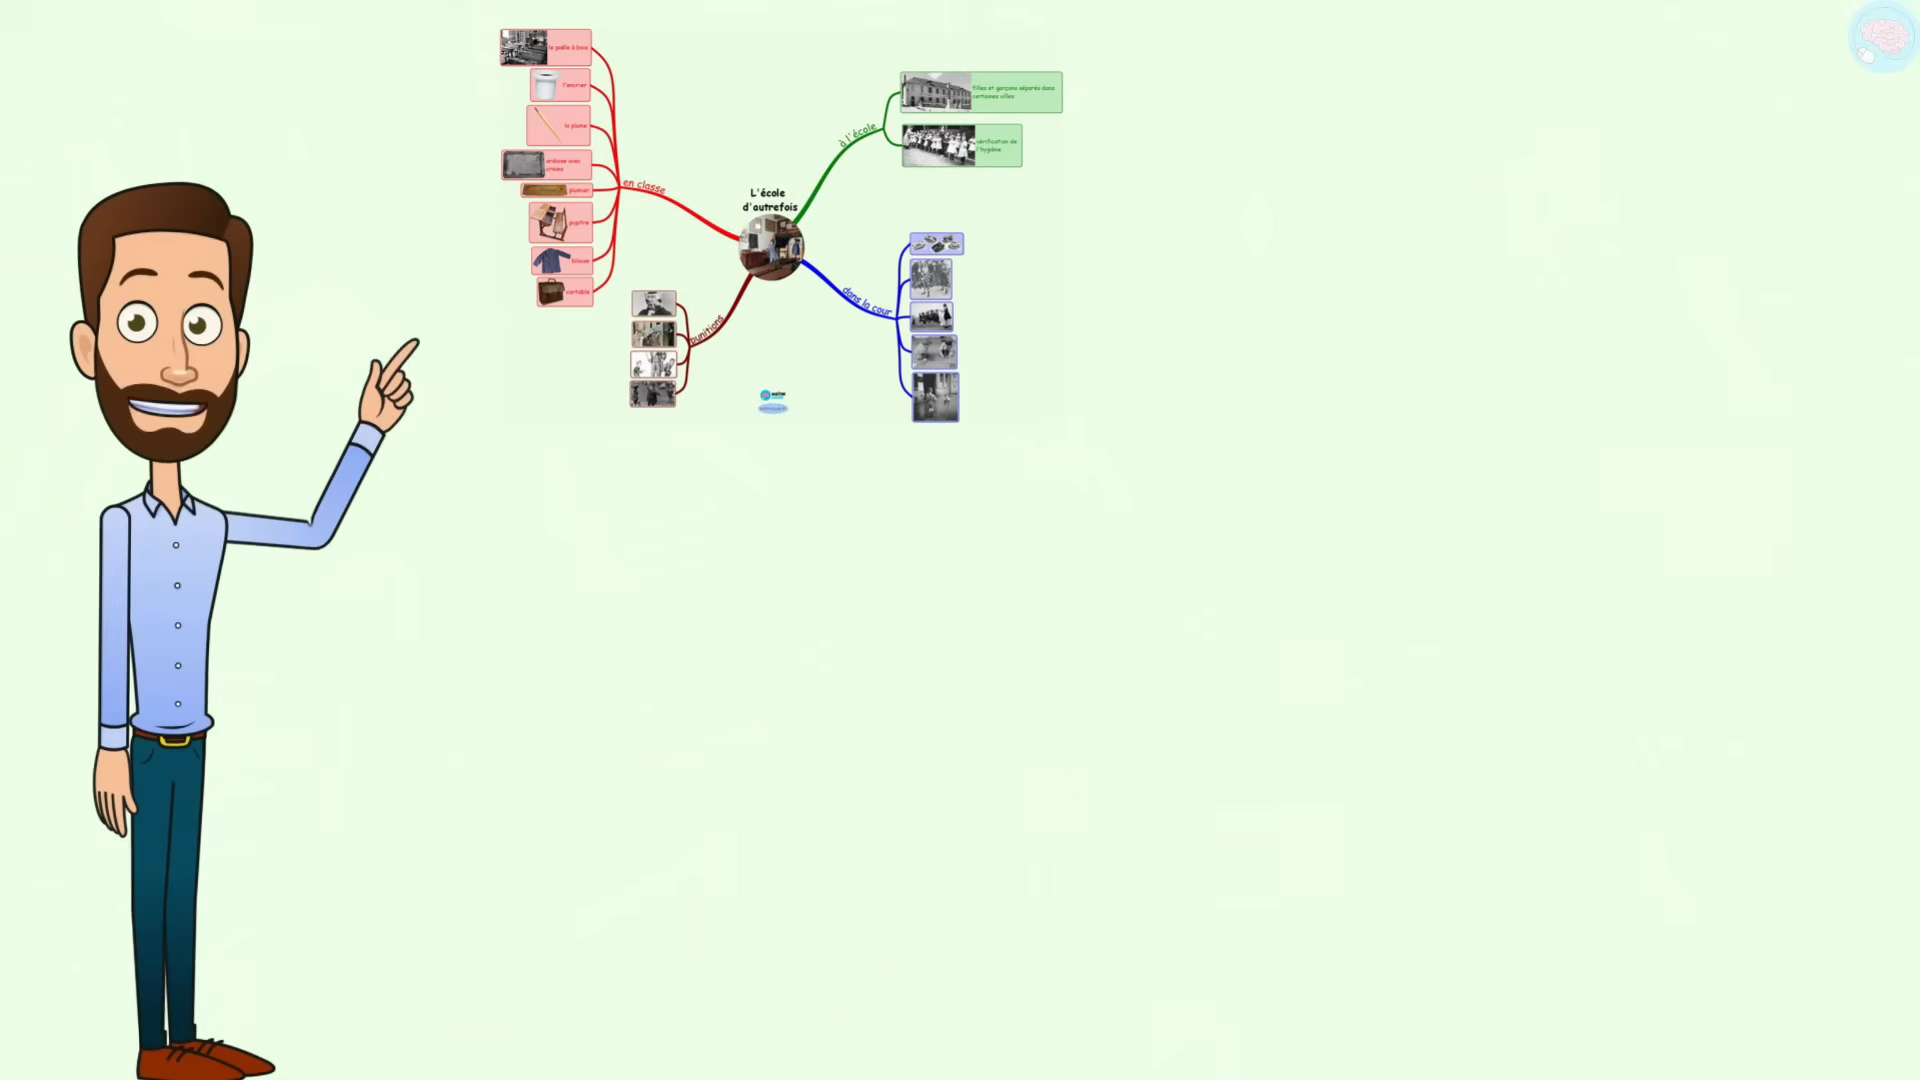 L'école
d'autrefois
en classe
le poêle à bois
l'encrier
la plume
ardoise avec
craies
plumier
pupitre
blouse
cartable
à l'école
filles et garçons séparés dans
certaines villes
vérification de
l'hygiène
dans la cour
punitions